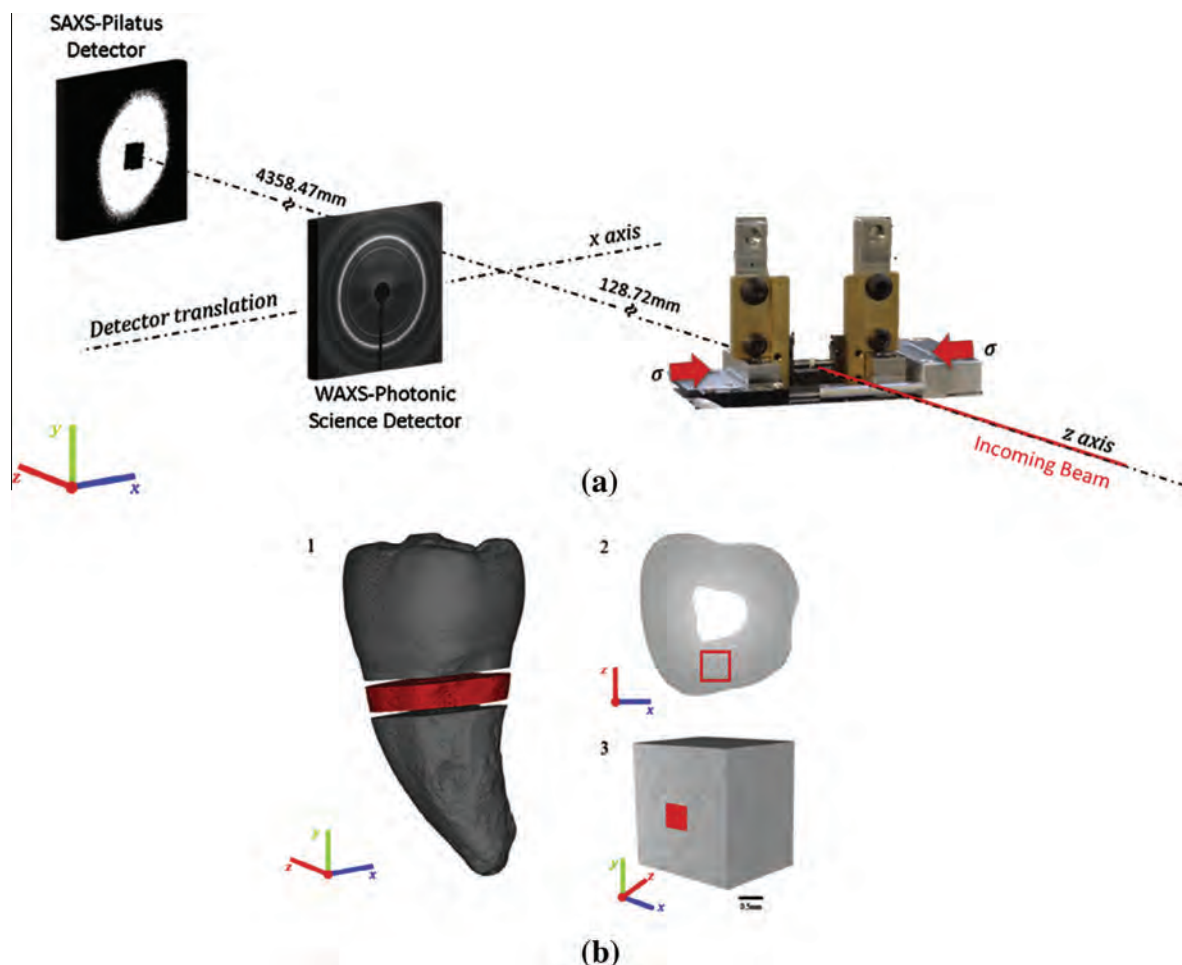 SAXS-Pilatus
Detector
4358.47mm
x axis
128.72mm
Detector translation
σ
σ
WAXS-Photonic
Science Detector
z axis
Incoming Beam
y
z
x
(a)
1
2
z
x
3
y
z
x
y
z
x
0.5mm
(b)